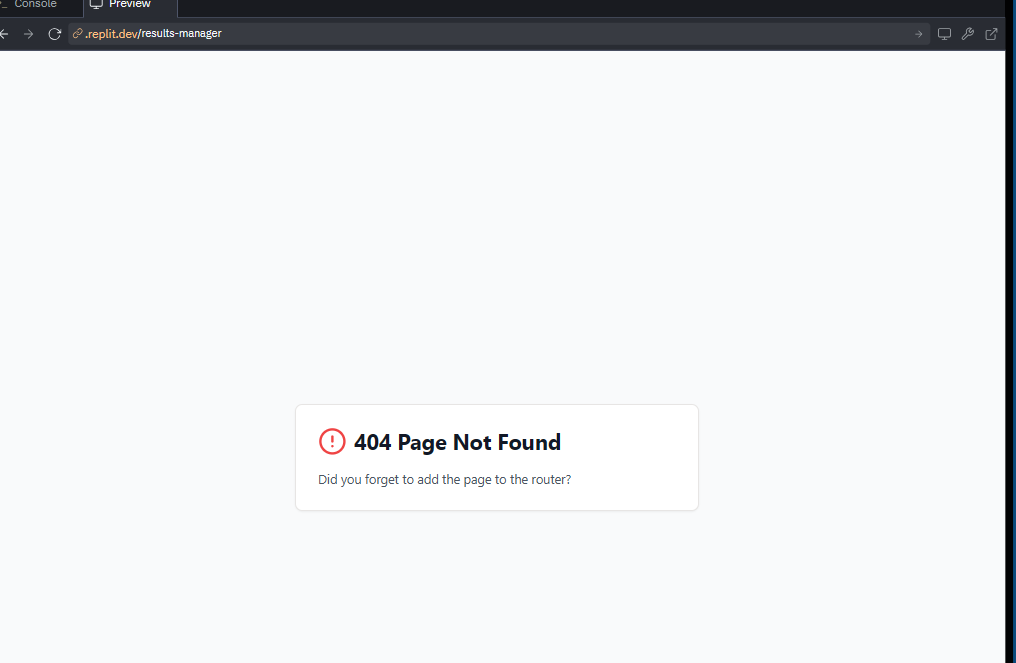 Console
Preview
.replit.dev/results-manager
404 Page Not Found
Did you forget to add the page to the router?